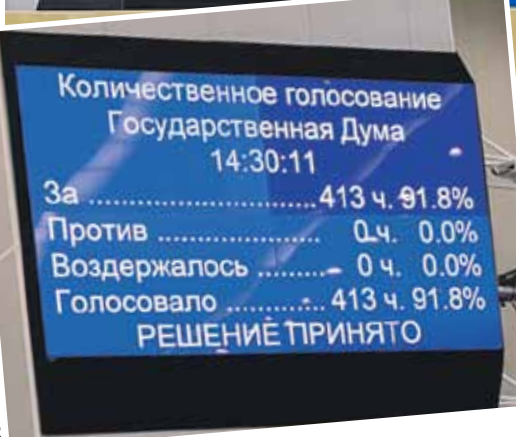 Количественное голосование
Государственная Дума
14:30:11
За ............................413 ч. 91.8%
Против .................... 0 ч. 0.0%
Воздержалось ......... 0 ч. 0.0%
Голосовало ............. 413 ч. 91.8%
РЕШЕНИЕ ПРИНЯТО